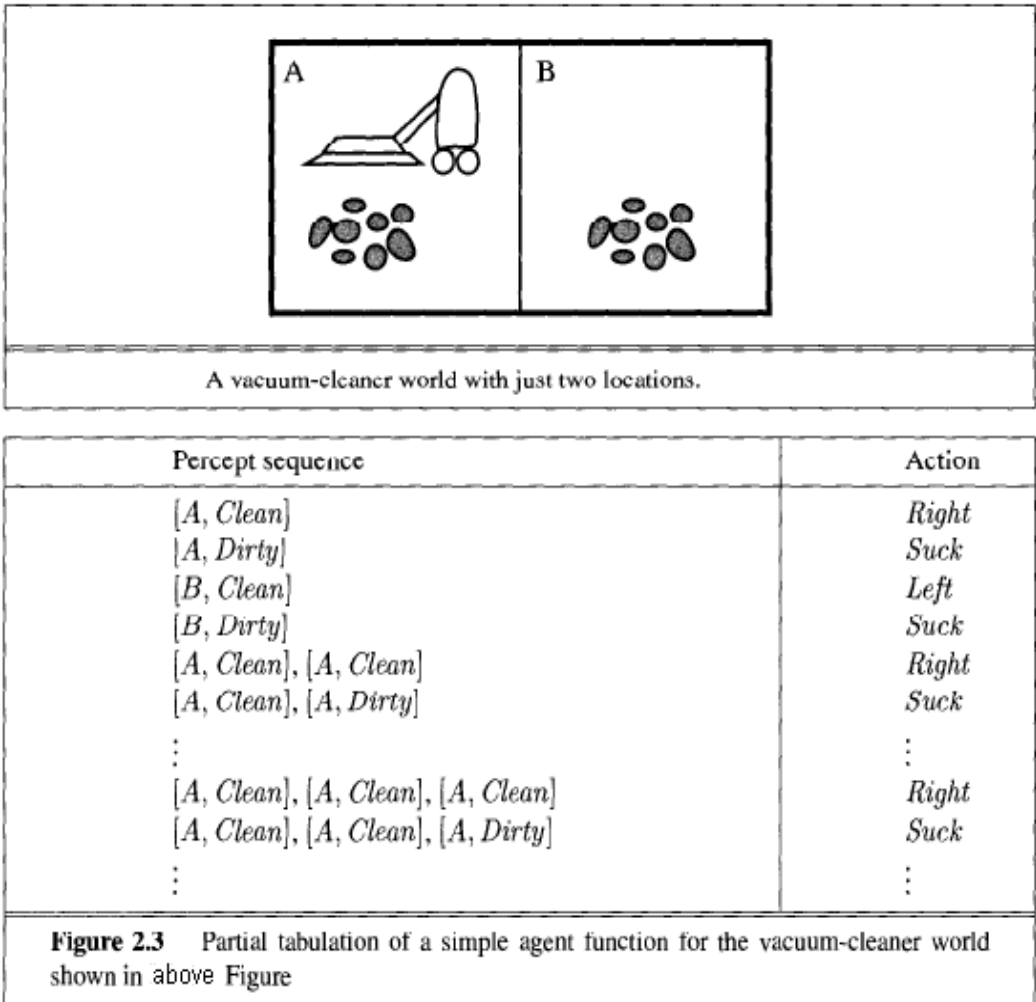 A B
A vacuum-cleaner world with just two locations.
Percept sequence Action
[A, Clean] Right
[A, Dirty] Suck
[B, Clean] Left
[B, Dirty] Suck
[A, Clean], [A, Clean] Right
[A, Clean], [A, Dirty] Suck
⋮ ⋮
[A, Clean], [A, Clean], [A, Clean] Right
[A, Clean], [A, Clean], [A, Dirty] Suck
⋮ ⋮
Figure 2.3 Partial tabulation of a simple agent function for the vacuum-cleaner world
shown in above Figure